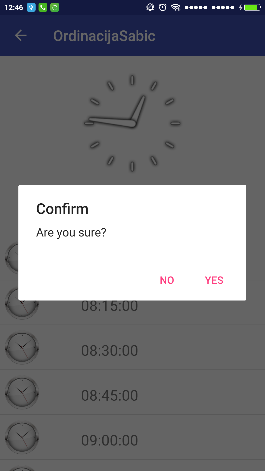 12:46
OrdinacijaSabic
Confirm
Are you sure?
NO YES
08:15:00
08:30:00
08:45:00
09:00:00